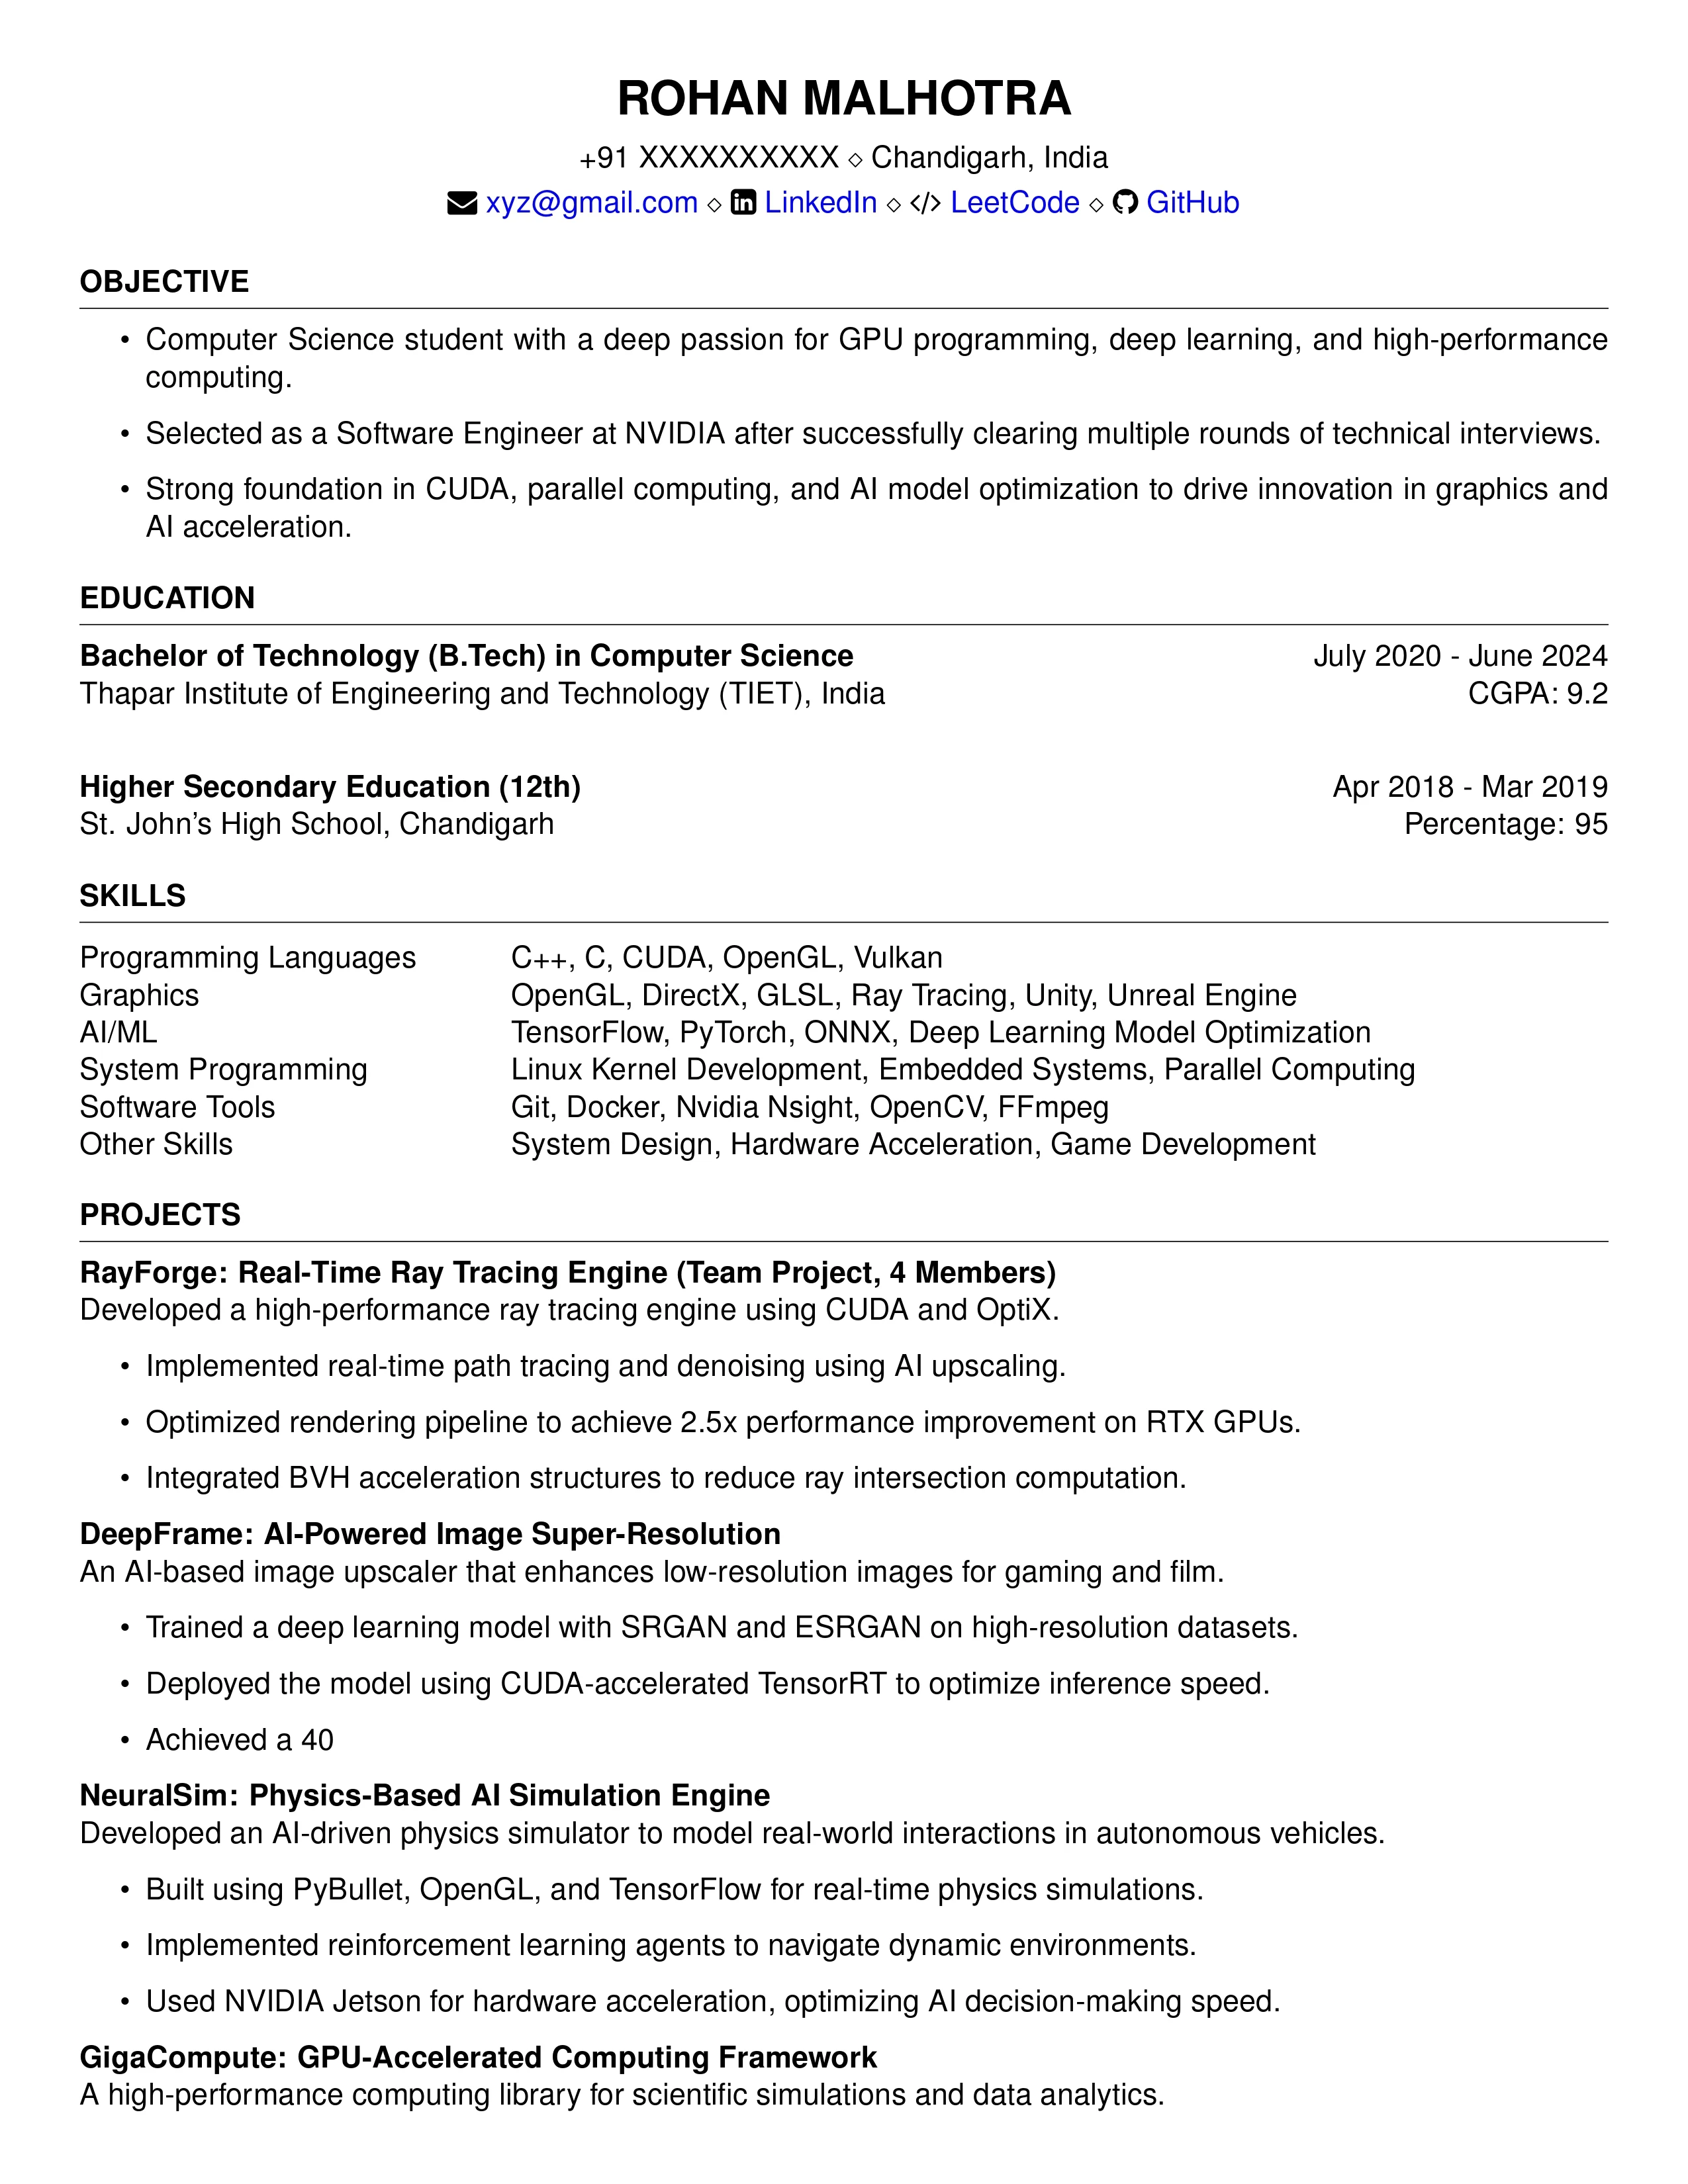 ROHAN MALHOTRA
+91 XXXXXXXXXX ⋄ Chandigarh, India
xyz@gmail.com ⋄ LinkedIn ⋄ </> LeetCode ⋄ GitHub
OBJECTIVE
• Computer Science student with a deep passion for GPU programming, deep learning, and high-performance
computing.
• Selected as a Software Engineer at NVIDIA after successfully clearing multiple rounds of technical interviews.
• Strong foundation in CUDA, parallel computing, and AI model optimization to drive innovation in graphics and
AI acceleration.
EDUCATION
Bachelor of Technology (B.Tech) in Computer Science July 2020 - June 2024
Thapar Institute of Engineering and Technology (TIET), India CGPA: 9.2
Higher Secondary Education (12th) Apr 2018 - Mar 2019
St. John's High School, Chandigarh Percentage: 95
SKILLS
Programming Languages C++, C, CUDA, OpenGL, Vulkan
Graphics OpenGL, DirectX, GLSL, Ray Tracing, Unity, Unreal Engine
AI/ML TensorFlow, PyTorch, ONNX, Deep Learning Model Optimization
System Programming Linux Kernel Development, Embedded Systems, Parallel Computing
Software Tools Git, Docker, Nvidia Nsight, OpenCV, FFmpeg
Other Skills System Design, Hardware Acceleration, Game Development
PROJECTS
RayForge: Real-Time Ray Tracing Engine (Team Project, 4 Members)
Developed a high-performance ray tracing engine using CUDA and OptiX.
• Implemented real-time path tracing and denoising using AI upscaling.
• Optimized rendering pipeline to achieve 2.5x performance improvement on RTX GPUs.
• Integrated BVH acceleration structures to reduce ray intersection computation.
DeepFrame: AI-Powered Image Super-Resolution
An AI-based image upscaler that enhances low-resolution images for gaming and film.
• Trained a deep learning model with SRGAN and ESRGAN on high-resolution datasets.
• Deployed the model using CUDA-accelerated TensorRT to optimize inference speed.
• Achieved a 40
NeuralSim: Physics-Based AI Simulation Engine
Developed an AI-driven physics simulator to model real-world interactions in autonomous vehicles.
• Built using PyBullet, OpenGL, and TensorFlow for real-time physics simulations.
• Implemented reinforcement learning agents to navigate dynamic environments.
• Used NVIDIA Jetson for hardware acceleration, optimizing AI decision-making speed.
GigaCompute: GPU-Accelerated Computing Framework
A high-performance computing library for scientific simulations and data analytics.